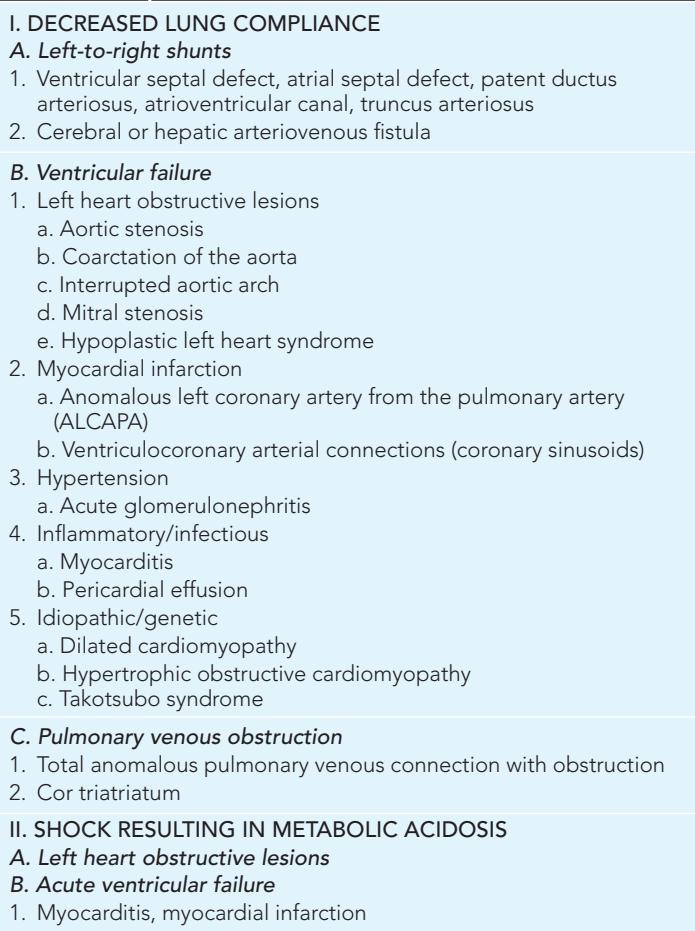 I. DECREASED LUNG COMPLIANCE
A. Left-to-right shunts
1. Ventricular septal defect, atrial septal defect, patent ductus
arteriosus, atrioventricular canal, truncus arteriosus
2. Cerebral or hepatic arteriovenous fistula
B. Ventricular failure
1. Left heart obstructive lesions
a. Aortic stenosis
b. Coarctation of the aorta
c. Interrupted aortic arch
d. Mitral stenosis
e. Hypoplastic left heart syndrome
2. Myocardial infarction
a. Anomalous left coronary artery from the pulmonary artery
(ALCAPA)
b. Ventriculocoronary arterial connections (coronary sinusoids)
3. Hypertension
a. Acute glomerulonephritis
4. Inflammatory/infectious
a. Myocarditis
b. Pericardial effusion
5. Idiopathic/genetic
a. Dilated cardiomyopathy
b. Hypertrophic obstructive cardiomyopathy
c. Takotsubo syndrome
C. Pulmonary venous obstruction
1. Total anomalous pulmonary venous connection with obstruction
2. Cor triatriatum
II. SHOCK RESULTING IN METABOLIC ACIDOSIS
A. Left heart obstructive lesions
B. Acute ventricular failure
1. Myocarditis, myocardial infarction